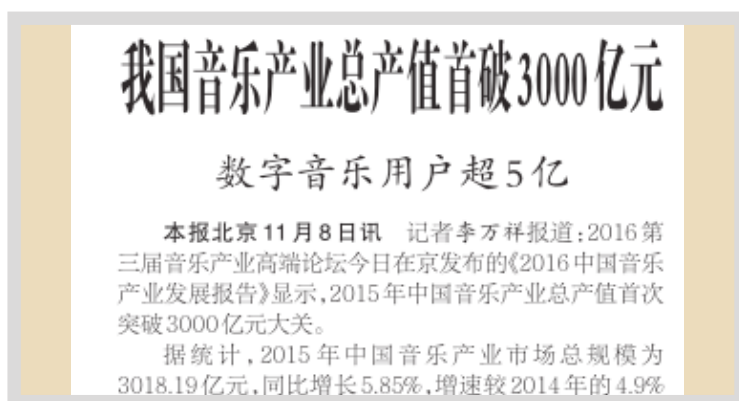 我国音乐产业总产值首破3000亿元
数字音乐用户超5亿
本报北京11月8日讯 记者李万祥报道：2016第
三届音乐产业高端论坛今日在京发布的《2016中国音乐
产业发展报告》显示，2015年中国音乐产业总产值首次
突破3000亿元大关。
据统计，2015年中国音乐产业市场总规模为
3018.19亿元，同比增长5.85%，增速较2014年的4.9%